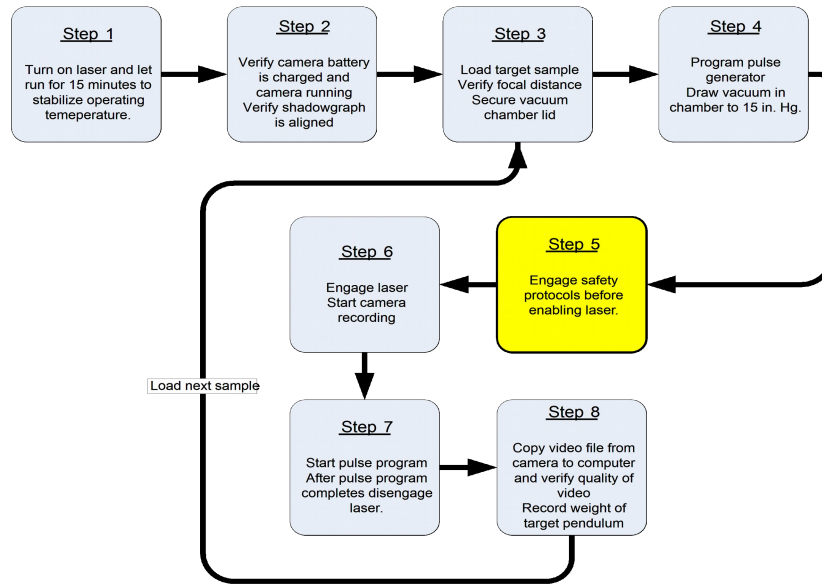 Step 1
Turn on laser and let
run for 15 minutes to
stabilize operating
temeperature.
Step 2
Verify camera battery
is charged and
camera running
Verify shadowgraph
is aligned
Step 3
Load target sample
Verify focal distance
Secure vacuum
chamber lid
Step 4
Program pulse
generator
Draw vacuum in
chamber to 15 in. Hg.
Step 5
Engage safety
protocols before
enabling laser.
Step 6
Engage laser
Start camera
recording
Step 7
Start pulse program
After pulse program
completes disengage
laser.
Step 8
Copy video file from
camera to computer
and verify quality of
video
Record weight of
target pendulum
Load next sample